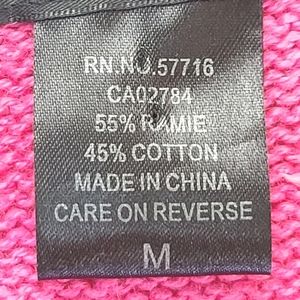 RN.NO.57716
CA02784
55% RAMIE
45% COTTON
MADE IN CHINA
CARE ON REVERSE
M